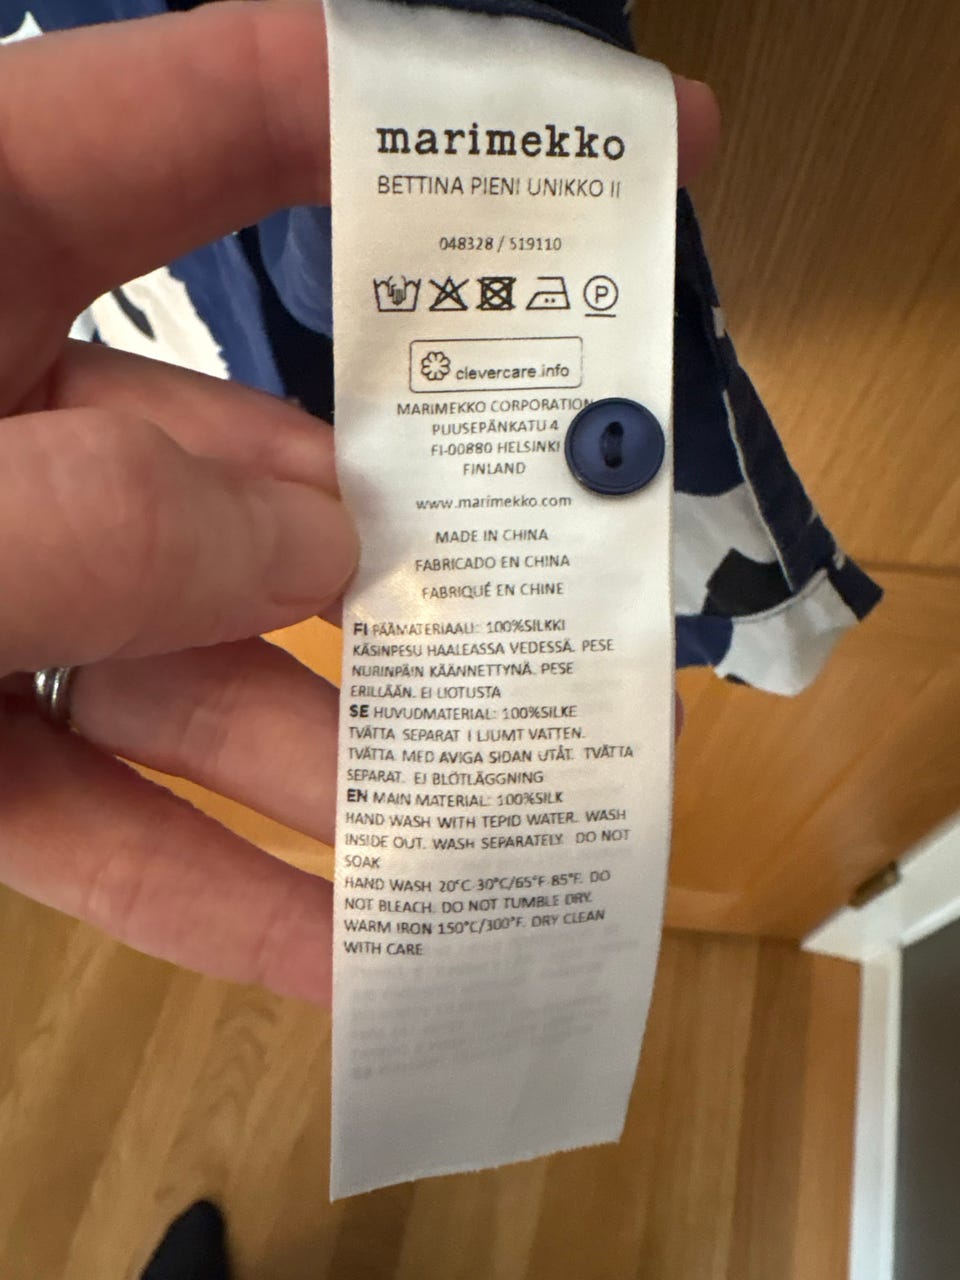 marimekko
BETTINA PIENI UNIKKO II
048328 / 519110
P
clevercare.info
MARIMEKKO CORPORATION
PUUSEPÄNKATU 4
FI-00880 HELSINKI
FINLAND
www.marimekko.com
MADE IN CHINA
FABRICADO EN CHINA
FABRIQUÉ EN CHINE
FI PÄÄMATERIAALI: 100%SILKKI
KÄSINPESU HAALEASSA VEDESSÄ. PESE
NURINPÄIN KÄÄNNETTYNÄ. PESE
ERILLÄÄN. EI LIOTUSTA
SE HUVUDMATERIAL: 100%SILKE
TVÄTTA SEPARAT I LJUMT VATTEN.
TVÄTTA MED AVIGA SIDAN UTÅT. TVÄTTA
SEPARAT. EJ BLÖTLÄGGNING
EN MAIN MATERIAL: 100%SILK
HAND WASH WITH TEPID WATER. WASH
INSIDE OUT. WASH SEPARATELY. DO NOT
SOAK
HAND WASH 20°C-30°C/65°F-85°F. DO
NOT BLEACH. DO NOT TUMBLE DRY.
WARM IRON 150°C/300°F. DRY CLEAN
WITH CARE